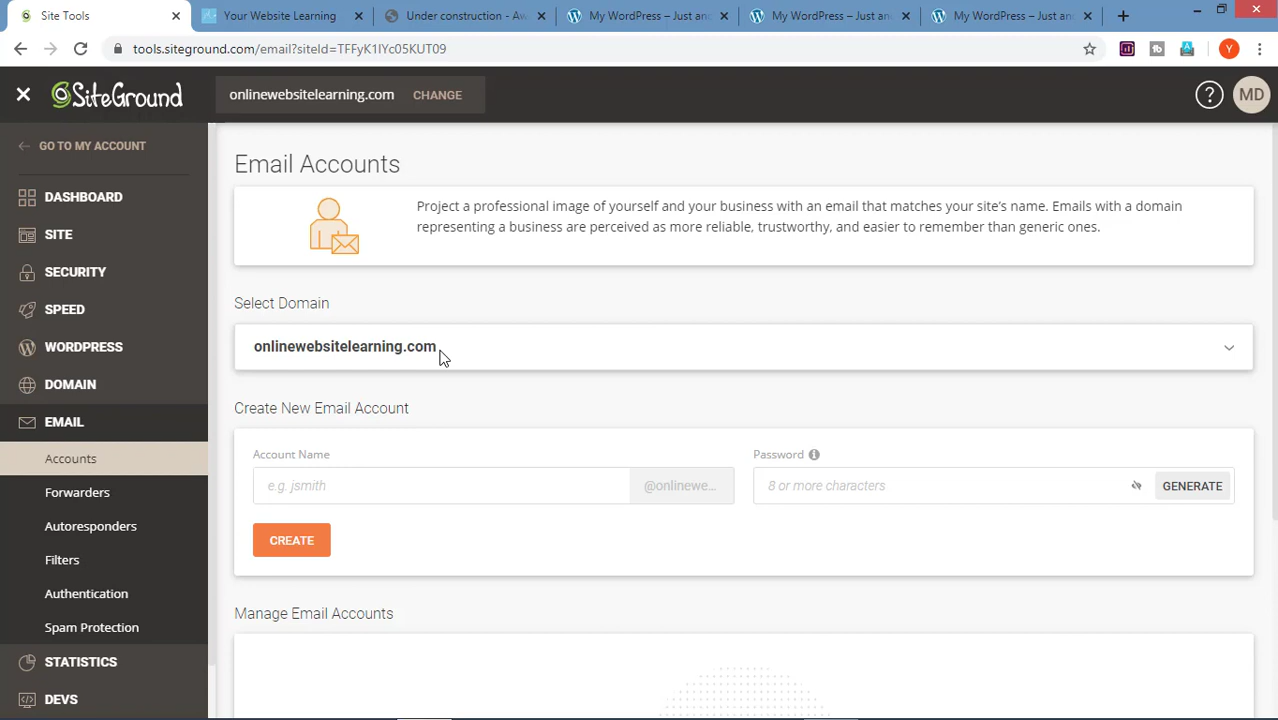 Site Tools
Your Website Learning
Under construction - Aw
My WordPress – Just an
My WordPress – Just an
My WordPress – Just an
tools.siteground.com/email?siteId=TFFyK1lYc05KUT09
Y
SiteGround
onlinewebsitelearning.com CHANGE
? MD
GO TO MY ACCOUNT
DASHBOARD
SITE
SECURITY
SPEED
WORDPRESS
DOMAIN
EMAIL
Accounts
Forwarders
Autoresponders
Filters
Authentication
Spam Protection
STATISTICS
DEVS
Email Accounts
Project a professional image of yourself and your business with an email that matches your site's name. Emails with a domain
representing a business are perceived as more reliable, trustworthy, and easier to remember than generic ones.
Select Domain
onlinewebsitelearning.com
Create New Email Account
Account Name
e.g. jsmith @onlinewe...
Password
8 or more characters GENERATE
CREATE
Manage Email Accounts